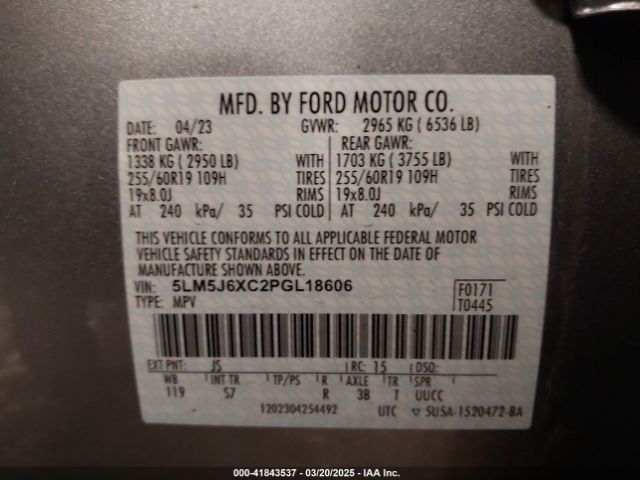 MFD. BY FORD MOTOR CO.
DATE: 04/23 GVWR: 2965 KG ( 6536 LB)
FRONT GAWR: REAR GAWR:
1338 KG ( 2950 LB) WITH 1703 KG ( 3755 LB) WITH
255/60R19 109H TIRES 255/60R19 109H TIRES
19x8.0J RIMS 19x8.0J RIMS
AT 240 kPa/ 35 PSI COLD AT 240 kPa/ 35 PSI COLD
THIS VEHICLE CONFORMS TO ALL APPLICABLE FEDERAL MOTOR
VEHICLE SAFETY STANDARDS IN EFFECT ON THE DATE OF
MANUFACTURE SHOWN ABOVE.
VIN: 5LM5J6XC2PGL18606 F0171
TYPE: MPV T0445
EXT PNT: JS RC: 15 DSO:
WB INT TR TP/PS R AXLE TR SPR
119 S7 R 3B T UUCC
1202304254492 UTC ▽ SU5A-1520472-BA
000-41843537 — 03/20/2025 — IAA Inc.